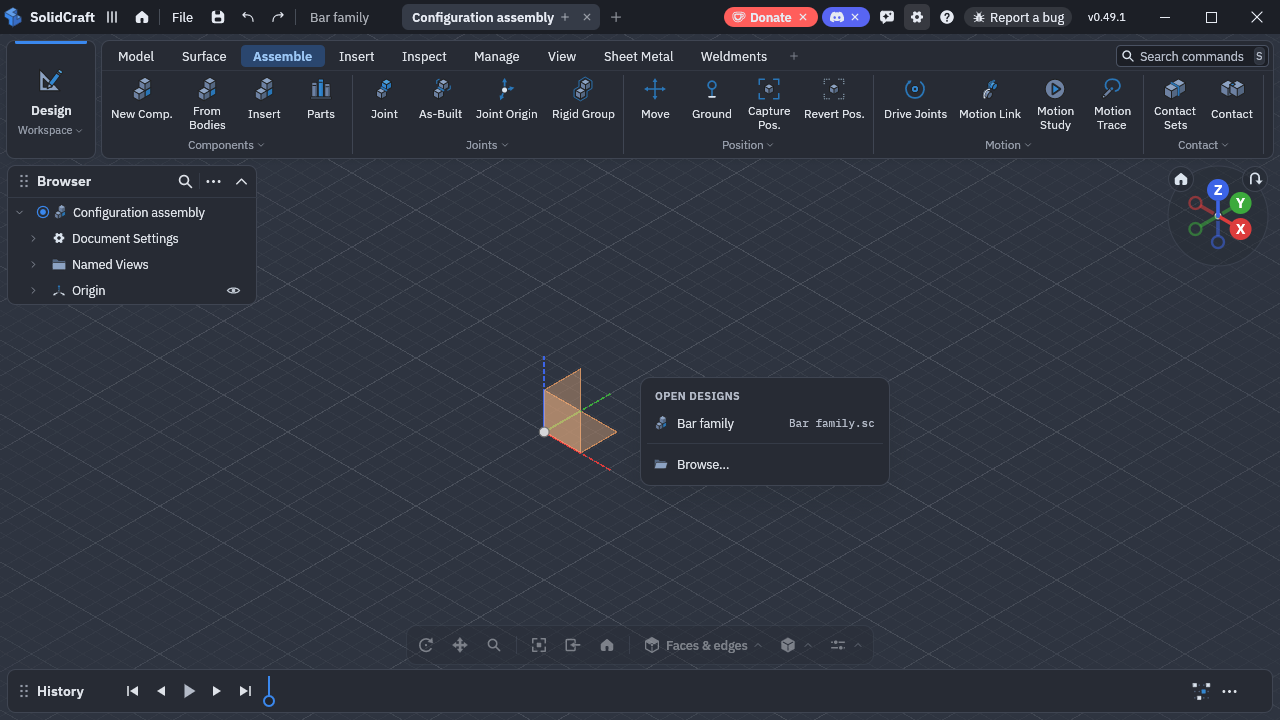 SolidCraft
File
Bar family
Configuration assembly
Donate
Report a bug
v0.49.1
Design
Workspace
Model
Surface
Assemble
Insert
Inspect
Manage
View
Sheet Metal
Weldments
Search commands
S
New Comp.
From Bodies
Insert
Parts
Components
Joint
As-Built
Joint Origin
Rigid Group
Joints
Move
Ground
Capture Pos.
Revert Pos.
Position
Drive Joints
Motion Link
Motion Study
Motion Trace
Motion
Contact Sets
Contact
Contact
Browser
Configuration assembly
Document Settings
Named Views
Origin
Z
Y
X
OPEN DESIGNS
Bar family
Bar family.sc
Browse...
Faces & edges
History